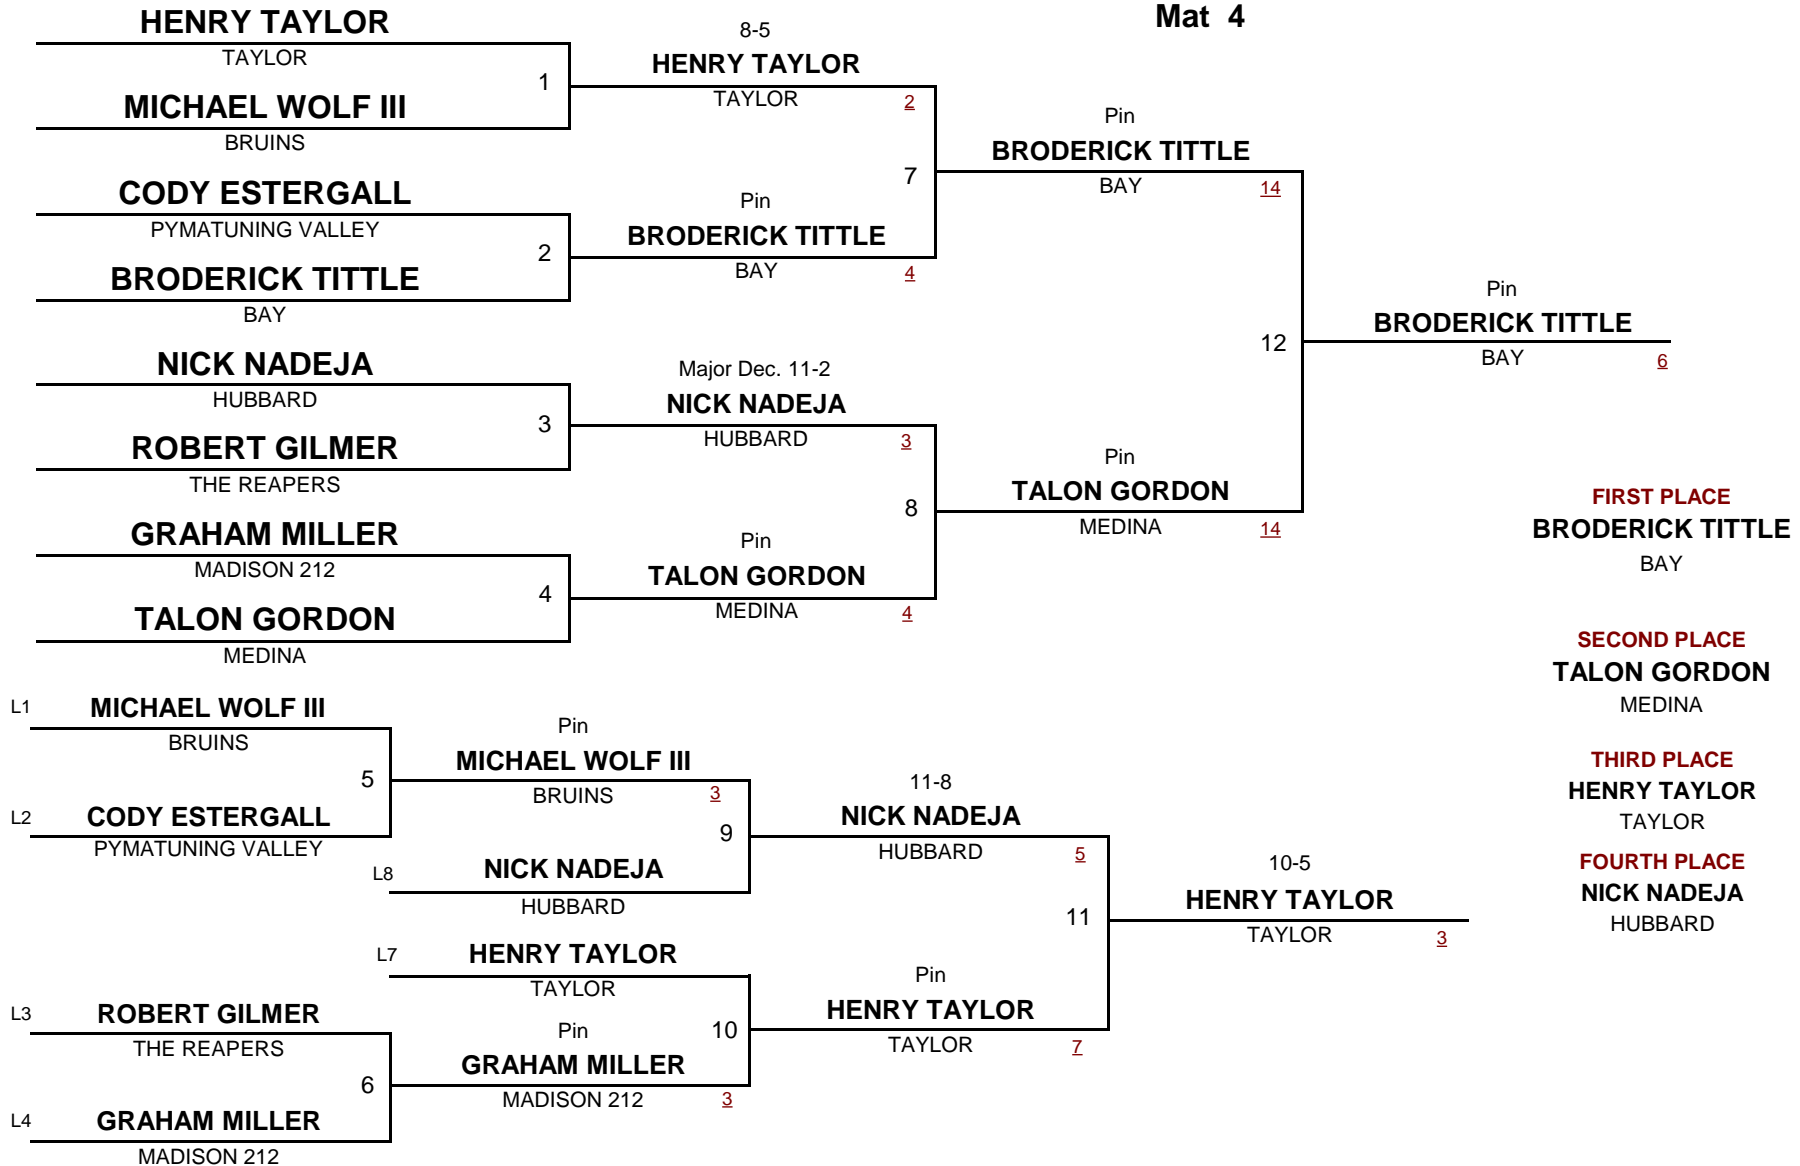 Mat 4
HENRY TAYLOR
TAYLOR
1
MICHAEL WOLF III
BRUINS
8-5
HENRY TAYLOR
TAYLOR
2
CODY ESTERGALL
PYMATUNING VALLEY
2
BRODERICK TITTLE
BAY
Pin
BRODERICK TITTLE
BAY
4
7
Pin
BRODERICK TITTLE
BAY
14
NICK NADEJA
HUBBARD
3
ROBERT GILMER
THE REAPERS
Major Dec. 11-2
NICK NADEJA
HUBBARD
3
GRAHAM MILLER
MADISON 212
4
TALON GORDON
MEDINA
Pin
TALON GORDON
MEDINA
4
8
Pin
TALON GORDON
MEDINA
14
12
Pin
BRODERICK TITTLE
BAY
6
FIRST PLACE
BRODERICK TITTLE
BAY
SECOND PLACE
TALON GORDON
MEDINA
THIRD PLACE
HENRY TAYLOR
TAYLOR
FOURTH PLACE
NICK NADEJA
HUBBARD
L1
MICHAEL WOLF III
BRUINS
5
L2
CODY ESTERGALL
PYMATUNING VALLEY
Pin
MICHAEL WOLF III
BRUINS
3
9
L8
NICK NADEJA
HUBBARD
11-8
NICK NADEJA
HUBBARD
5
L7
HENRY TAYLOR
TAYLOR
10
L3
ROBERT GILMER
THE REAPERS
6
L4
GRAHAM MILLER
MADISON 212
Pin
GRAHAM MILLER
MADISON 212
3
Pin
HENRY TAYLOR
TAYLOR
7
11
10-5
HENRY TAYLOR
TAYLOR
3